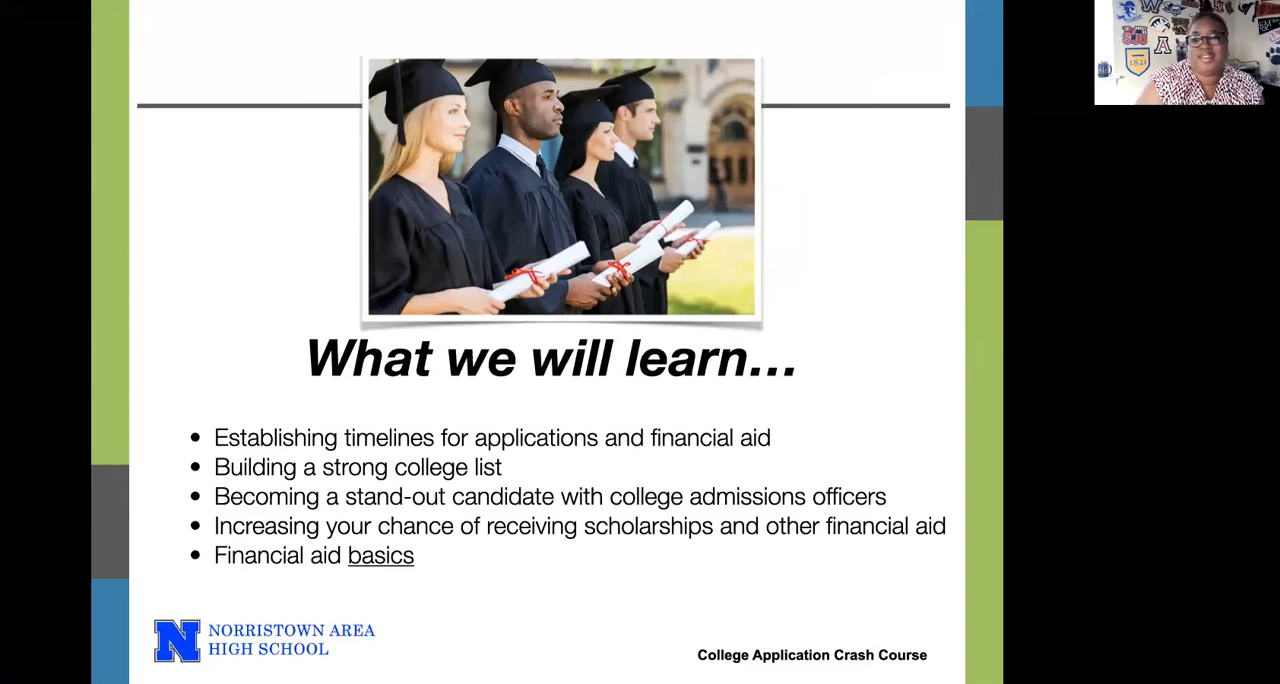 What we will learn...
• Establishing timelines for applications and financial aid
• Building a strong college list
• Becoming a stand-out candidate with college admissions officers
• Increasing your chance of receiving scholarships and other financial aid
• Financial aid basics
N
NORRISTOWN AREA
HIGH SCHOOL
College Application Crash Course
W
A
1821